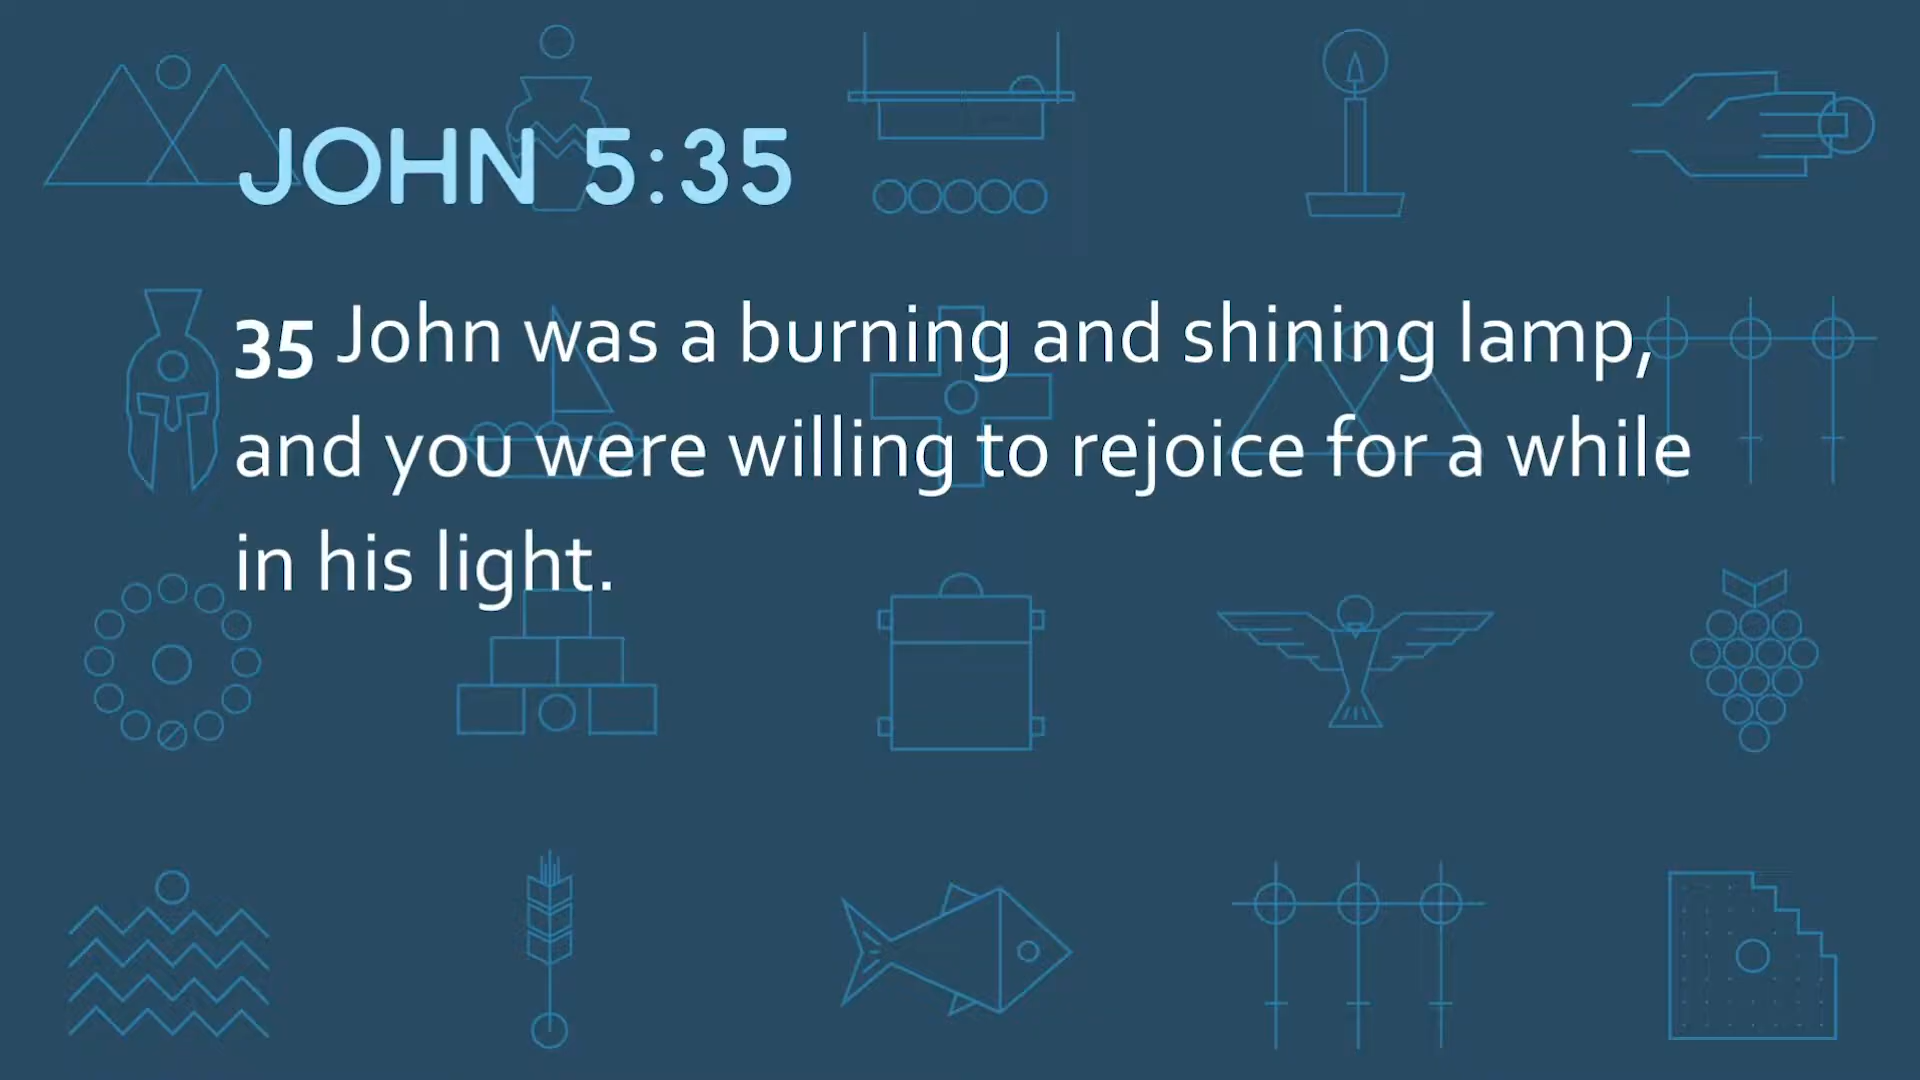 JOHN 5:35
35 John was a burning and shining lamp,
and you were willing to rejoice for a while
in his light.